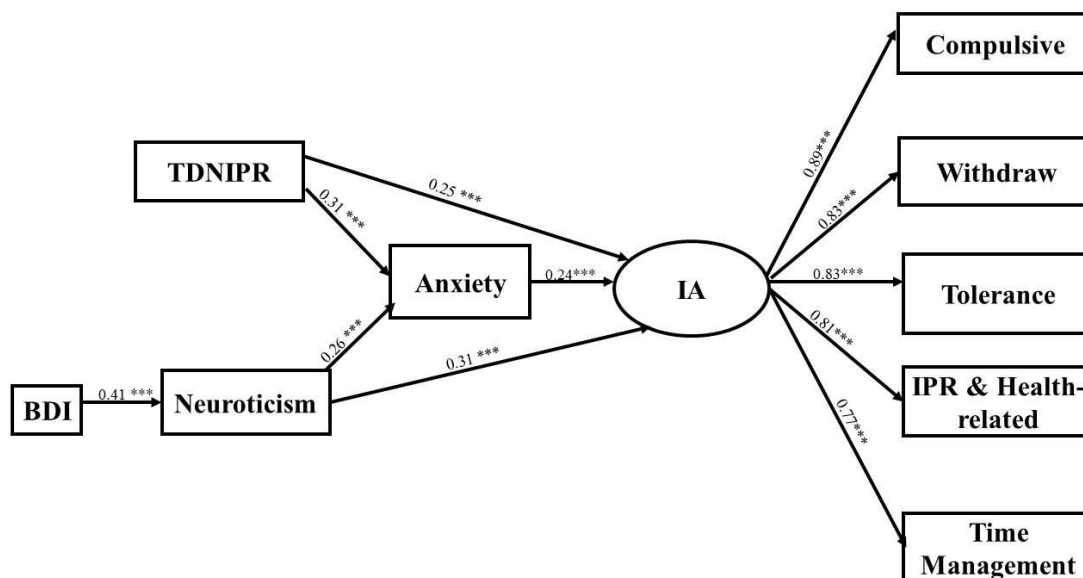 Compulsive
0.89***
TDNIPR
0.25 ***
0.31 ***
Withdraw
0.83***
Anxiety
0.24***
IA
0.83***
Tolerance
0.26 ***
0.31 ***
0.81***
BDI
0.41 ***
Neuroticism
IPR & Health-
related
0.77***
Time
Management